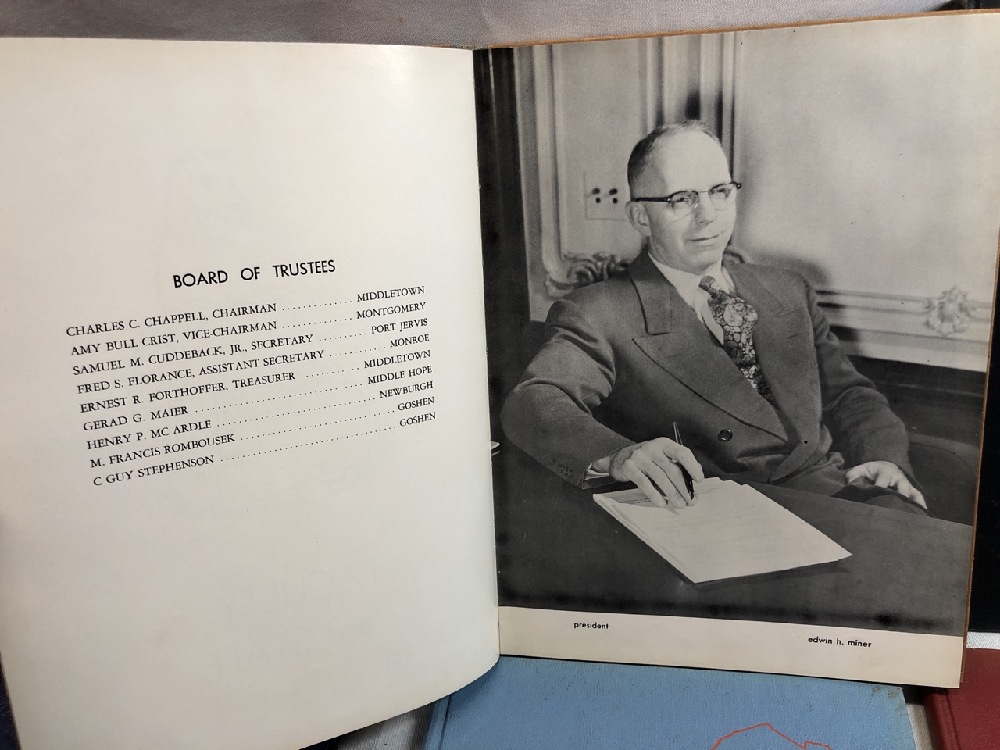 BOARD OF TRUSTEES
CHARLES C. CHAPPELL, CHAIRMAN ............ MIDDLETOWN
AMY BULL CRIST, VICE-CHAIRMAN ............ MONTGOMERY
SAMUEL M. CUDDEBACK, JR., SECRETARY ............ PORT JERVIS
FRED S. FLORANCE, ASSISTANT SECRETARY ............ MONROE
ERNEST R. FORTHOFFER, TREASURER ............ MIDDLETOWN
GERAD G. MAIER ............ MIDDLE HOPE
HENRY P. MC ARDLE ............ NEWBURGH
M. FRANCIS ROMBOUSEK ............ GOSHEN
C GUY STEPHENSON ............ GOSHEN
president
edwin h. miner